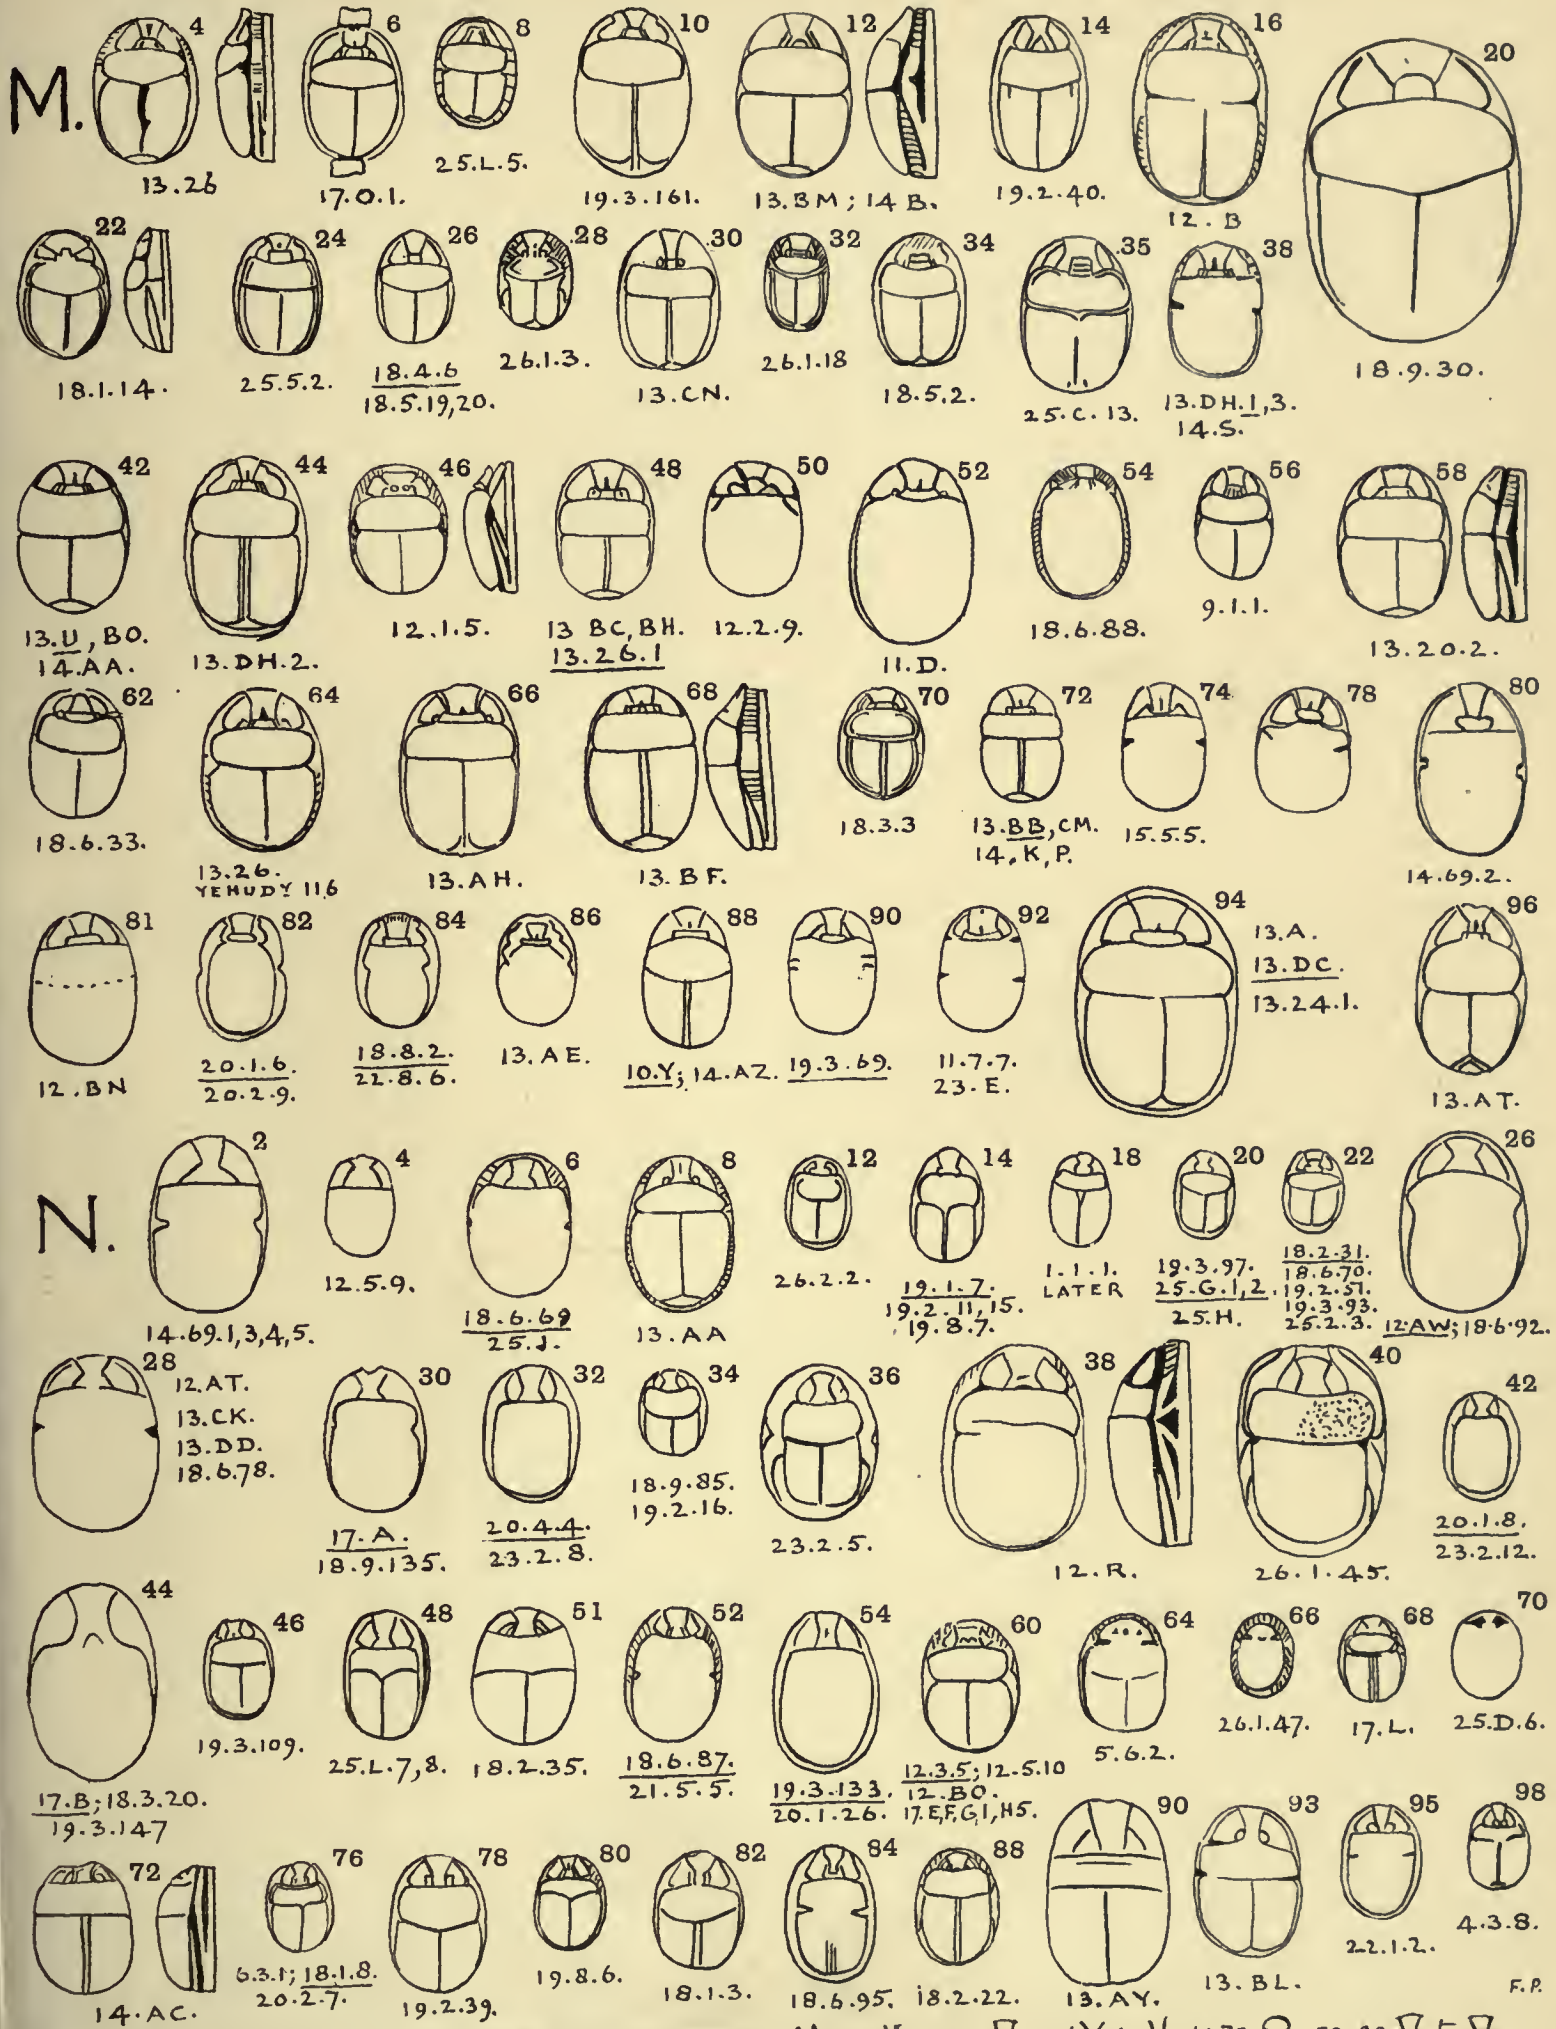 M.
4 6 8 10 12 14 16 20
13.26 17.O.1. 25.L.5. 19.3.161. 13.BM; 14 B. 19.2.40. 12.B 18.9.30.
22 24 26 28 30 32 34 35 38
18.1.14. 25.5.2. 18.4.6 26.1.3. 13.CN. 26.1.18 18.5.2. 25.C.13. 13.DH.1,3.
18.5.19,20. 14.S.
42 44 46 48 50 52 54 56 58
13.U, BO. 13.DH.2. 12.1.5. 13 BC, BH. 12.2.9. 11.D. 18.6.88. 9.1.1. 13.20.2.
14.AA. 13.26.1
62 64 66 68 70 72 74 78 80
18.6.33. 13.26. 13.AH. 13.BF. 18.3.3 13.BB, CM. 15.5.5. 14.69.2.
YEHUDY 116 14.K, P.
81 82 84 86 88 90 92 94 96
13.A.
13.DC.
13.24.1.
12.BN 20.1.6. 18.8.2. 13.AE. 10.Y; 14.AZ. 19.3.69. 11.7.7. 13.AT.
20.2.9. 22.8.6. 23.E.
N.
2 4 6 8 12 14 18 20 22 26
14.69.1,3,4,5. 12.5.9. 18.6.69 13.AA 26.2.2. 19.1.7. 1.1.1. 19.3.97. 18.2.31. 12.AW; 18.6.92.
25.J. 19.2.11,15. LATER 25.G.1,2. 18.6.70.
19.8.7. 25.H. 19.2.51.
19.3.93.
25.2.3.
28 30 32 34 36 38 40 42
12.AT.
13.CK.
13.DD.
18.6.78.
17.A. 20.4.4. 18.9.85. 23.2.5. 12.R. 26.1.45. 20.1.8.
18.9.135. 23.2.8. 19.2.16. 23.2.12.
44 46 48 51 52 54 60 64 66 68 70
17.B; 18.3.20. 19.3.109. 25.L.7,8. 18.2.35. 18.6.87. 19.3.133. 12.3.5; 12.5.10 5.6.2. 26.1.47. 17.L. 25.D.6.
19.3.147 21.5.5. 20.1.26. 12.BO.
17.E,F,G,1,H5.
72 76 78 80 82 84 88 90 93 95 98
14.AC. 6.3.1; 18.1.8. 19.2.39. 19.8.6. 18.1.3. 18.6.95. 18.2.22. 13.AY. 13.BL. 22.1.2. 4.3.8.
20.2.7.
F.P.